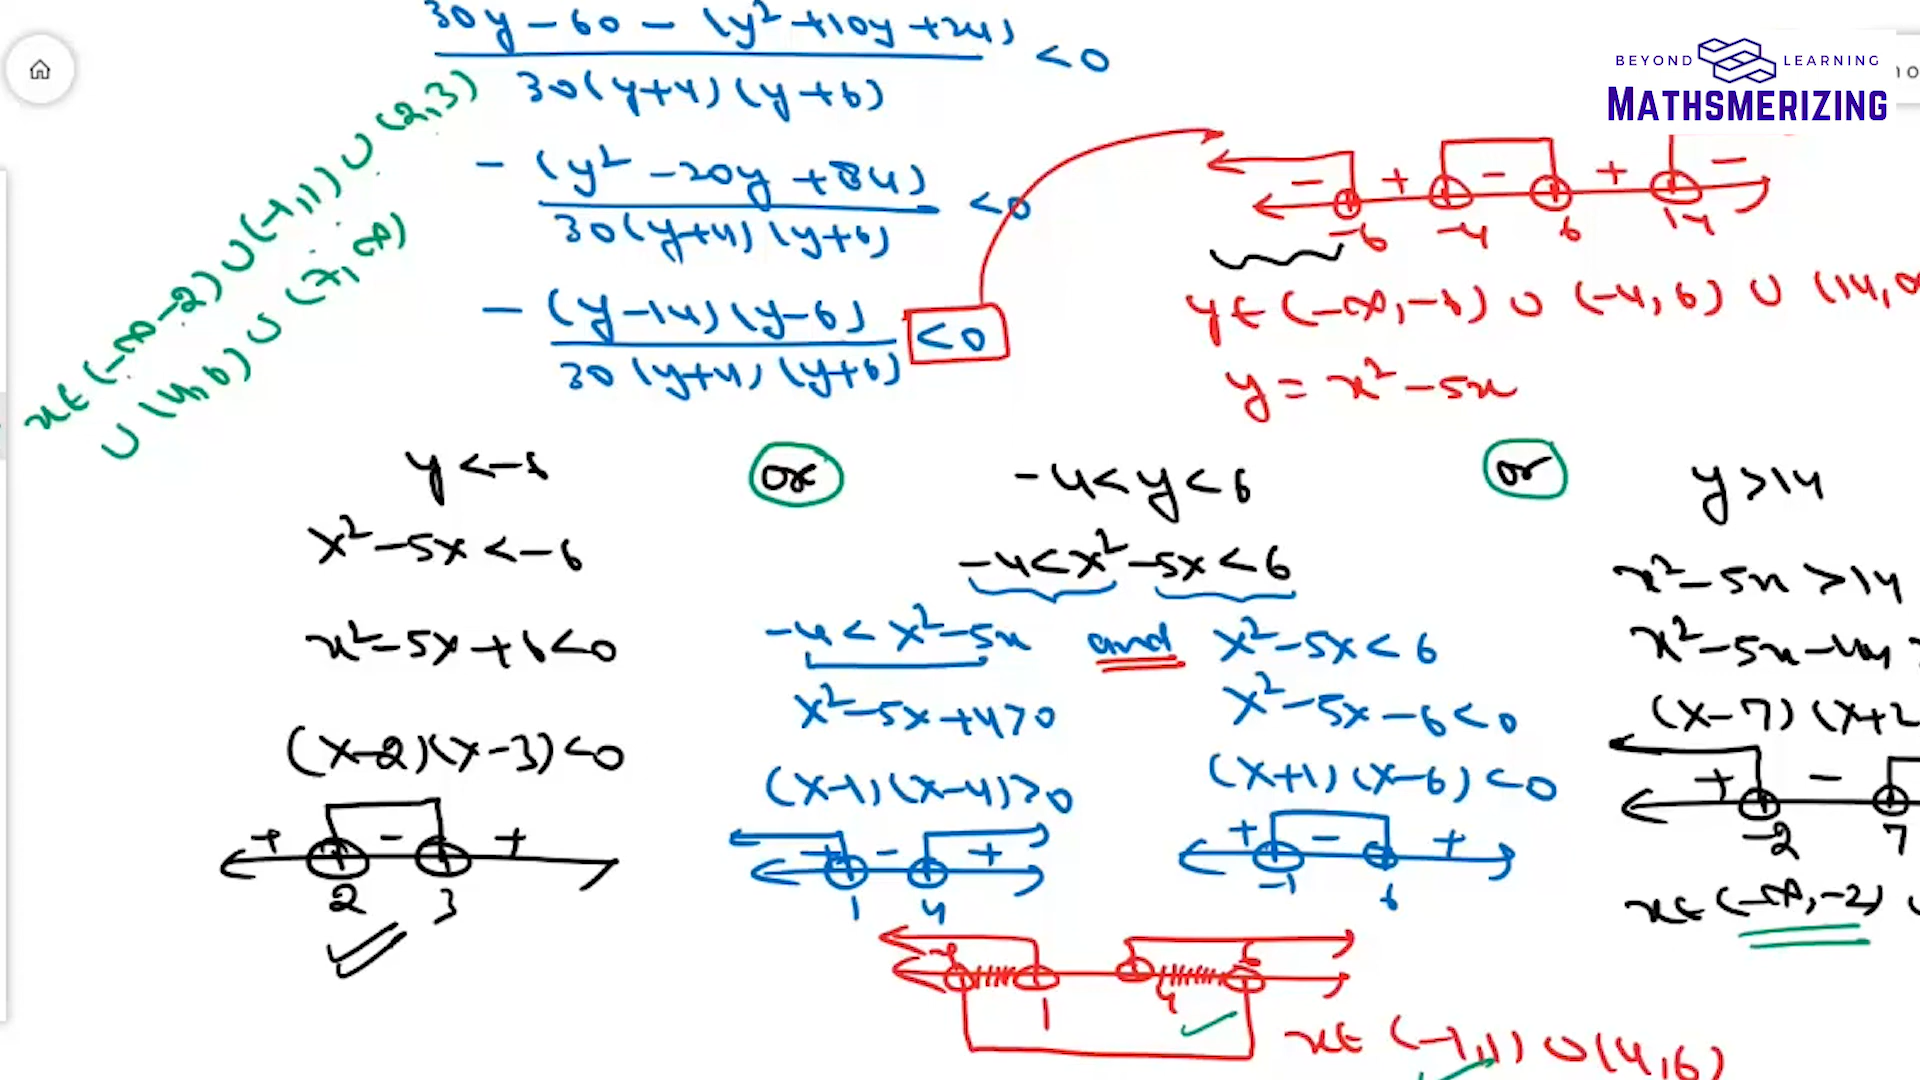 30y - 60 - (y² + 10y + 24) < 0
30(y+4)(y+6)
- (y² - 20y + 84) < 0
30(y+4)(y+6)
- (y-14)(y-6) < 0
30(y+4)(y+6)
x ∈ (-∞, -2) ∪ (-1,1) ∪ (2,3)
∪ (4,6) ∪ (7,∞)
BEYOND LEARNING
MATHSMERIZING
- + - + -
-6 -4 6 14
y ∈ (-∞, -6) ∪ (-4, 6) ∪ (14, ∞
y = x² - 5x
y < -6 or -4 < y < 6 or y > 14
x² - 5x < -6
x² - 5x + 6 < 0
(x-2)(x-3) < 0
+ - +
2 3
-4 < x² - 5x < 6
-4 < x² - 5x and x² - 5x < 6
x² - 5x + 4 > 0
x² - 5x - 6 < 0
(x-1)(x-4) > 0
(x+1)(x-6) < 0
+ - +
1 4
+ - +
-1 6
1 4
x ∈ (-1,1) ∪ (4,6)
x² - 5x > 14
x² - 5x - 14 >
(x-7)(x+2
+ -
-2 7
x ∈ (-∞, -2) ∪